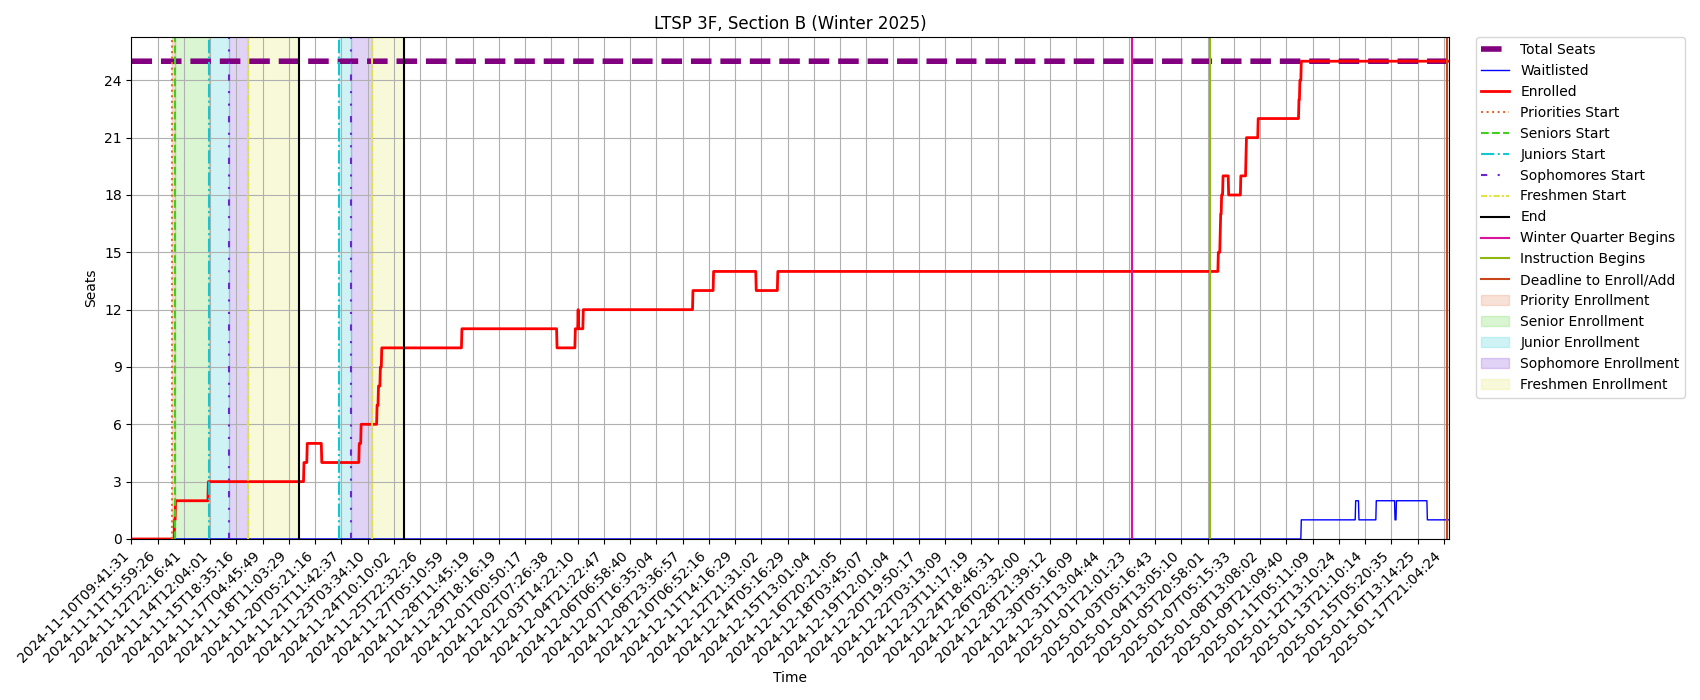 LTSP 3F, Section B (Winter 2025)
Seats
24
21
18
15
12
9
6
3
0
2024-11-10T09:41:31
2024-11-11T15:59:26
2024-11-12T22:16:41
2024-11-14T12:04:01
2024-11-15T18:35:16
2024-11-17T04:45:49
2024-11-18T11:03:29
2024-11-20T05:21:16
2024-11-21T11:42:37
2024-11-23T03:34:10
2024-11-24T10:10:02
2024-11-25T22:32:26
2024-11-27T05:10:59
2024-11-28T11:45:19
2024-11-29T18:16:19
2024-12-01T00:50:17
2024-12-02T07:26:38
2024-12-03T14:22:10
2024-12-04T21:22:47
2024-12-06T06:58:40
2024-12-07T16:35:04
2024-12-08T23:36:57
2024-12-10T06:52:16
2024-12-11T14:16:29
2024-12-12T21:31:02
2024-12-14T05:16:29
2024-12-15T13:01:04
2024-12-16T20:21:05
2024-12-18T03:45:07
2024-12-19T12:01:04
2024-12-20T19:50:17
2024-12-22T03:13:09
2024-12-23T11:17:19
2024-12-24T18:46:31
2024-12-26T02:32:00
2024-12-28T21:39:12
2024-12-30T05:16:09
2024-12-31T13:04:44
2025-01-01T21:01:23
2025-01-03T05:16:43
2025-01-04T13:05:10
2025-01-05T20:58:01
2025-01-07T05:15:33
2025-01-08T13:08:02
2025-01-09T21:09:40
2025-01-11T05:11:09
2025-01-12T13:10:24
2025-01-13T21:10:14
2025-01-15T05:20:35
2025-01-16T13:14:25
2025-01-17T21:04:24
Time
Total Seats
Waitlisted
Enrolled
Priorities Start
Seniors Start
Juniors Start
Sophomores Start
Freshmen Start
End
Winter Quarter Begins
Instruction Begins
Deadline to Enroll/Add
Priority Enrollment
Senior Enrollment
Junior Enrollment
Sophomore Enrollment
Freshmen Enrollment